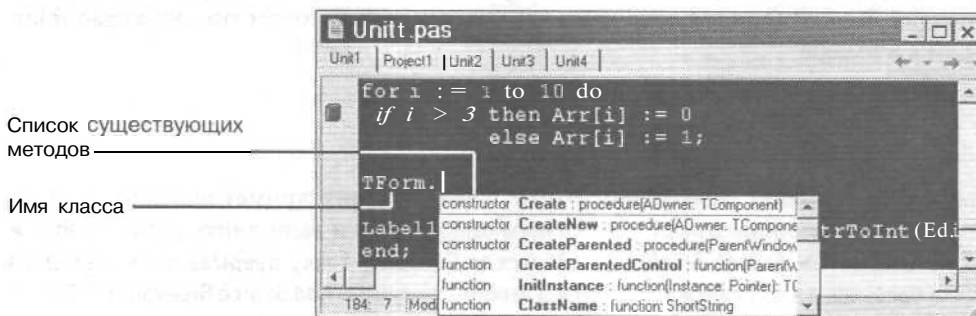 Unitt.pas
Unit1 Project1 Unit2 Unit3 Unit4
for i := 1 to 10 do
if i > 3 then Arr[i] := 0
else Arr[i] := 1;
Список существующих
методов
TForm.
Имя класса
constructor Create : procedure(AOwner: TComponent)
constructor CreateNew : procedure(AOwner: TCompone
Label1
constructor CreateParented : procedure(ParentWindow
trToInt(Ed.i
end;
function CreateParentedControl : function(ParentW
function InitInstance : function(Instance: Pointer): TO
184: 7 Mod
function ClassName : function: ShortString